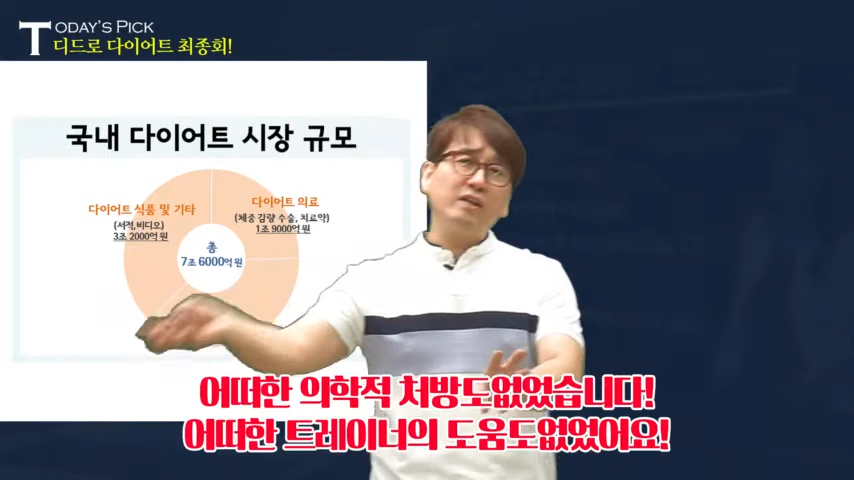 TODAY'S PICK
디드로 다이어트 최종회!
국내 다이어트 시장 규모
다이어트 식품 및 기타
(서적,비디오)
3조 2000억 원
다이어트 의료
(체중 감량 수술, 치료약)
1조 9000억 원
총
7조 6000억 원
어떠한 의학적 처방도없었습니다!
어떠한 트레이너의 도움도없었어요!